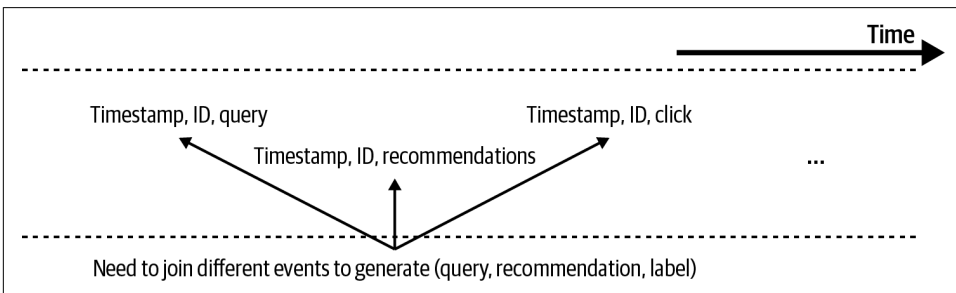 Time
Timestamp, ID, query
Timestamp, ID, click
Timestamp, ID, recommendations
...
Need to join different events to generate (query, recommendation, label)